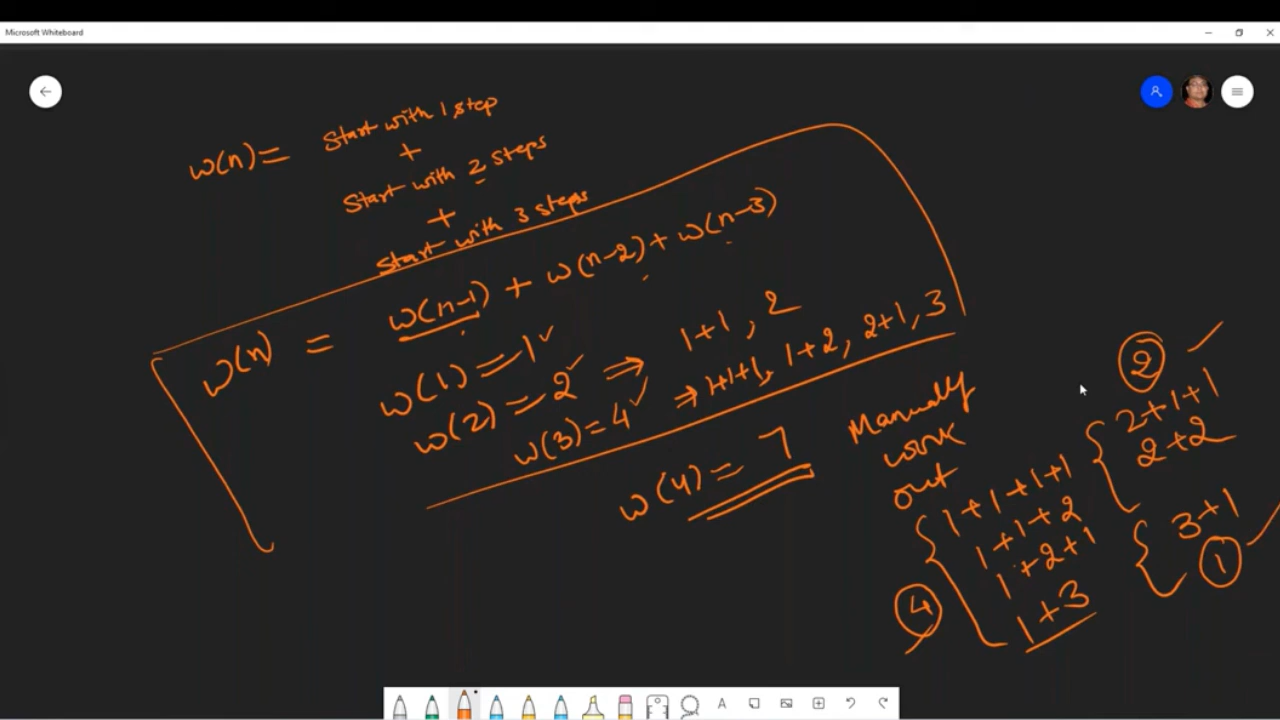 Microsoft Whiteboard
w(n) = Start with 1 step
+
Start with 2 steps
+
Start with 3 steps
w(n) = w(n-1) + w(n-2) + w(n-3)
w(1) = 1 ✓
w(2) = 2 ✓ ⇒ 1+1, 2
w(3) = 4 ✓ ⇒ 1+1+1, 1+2, 2+1, 3
w(4) = 7
Manually
work
out
1+1+1+1
1+1+2
1+2+1
1+3
4
2 ✓
2+1+1
2+2
3+1
1 ✓
A